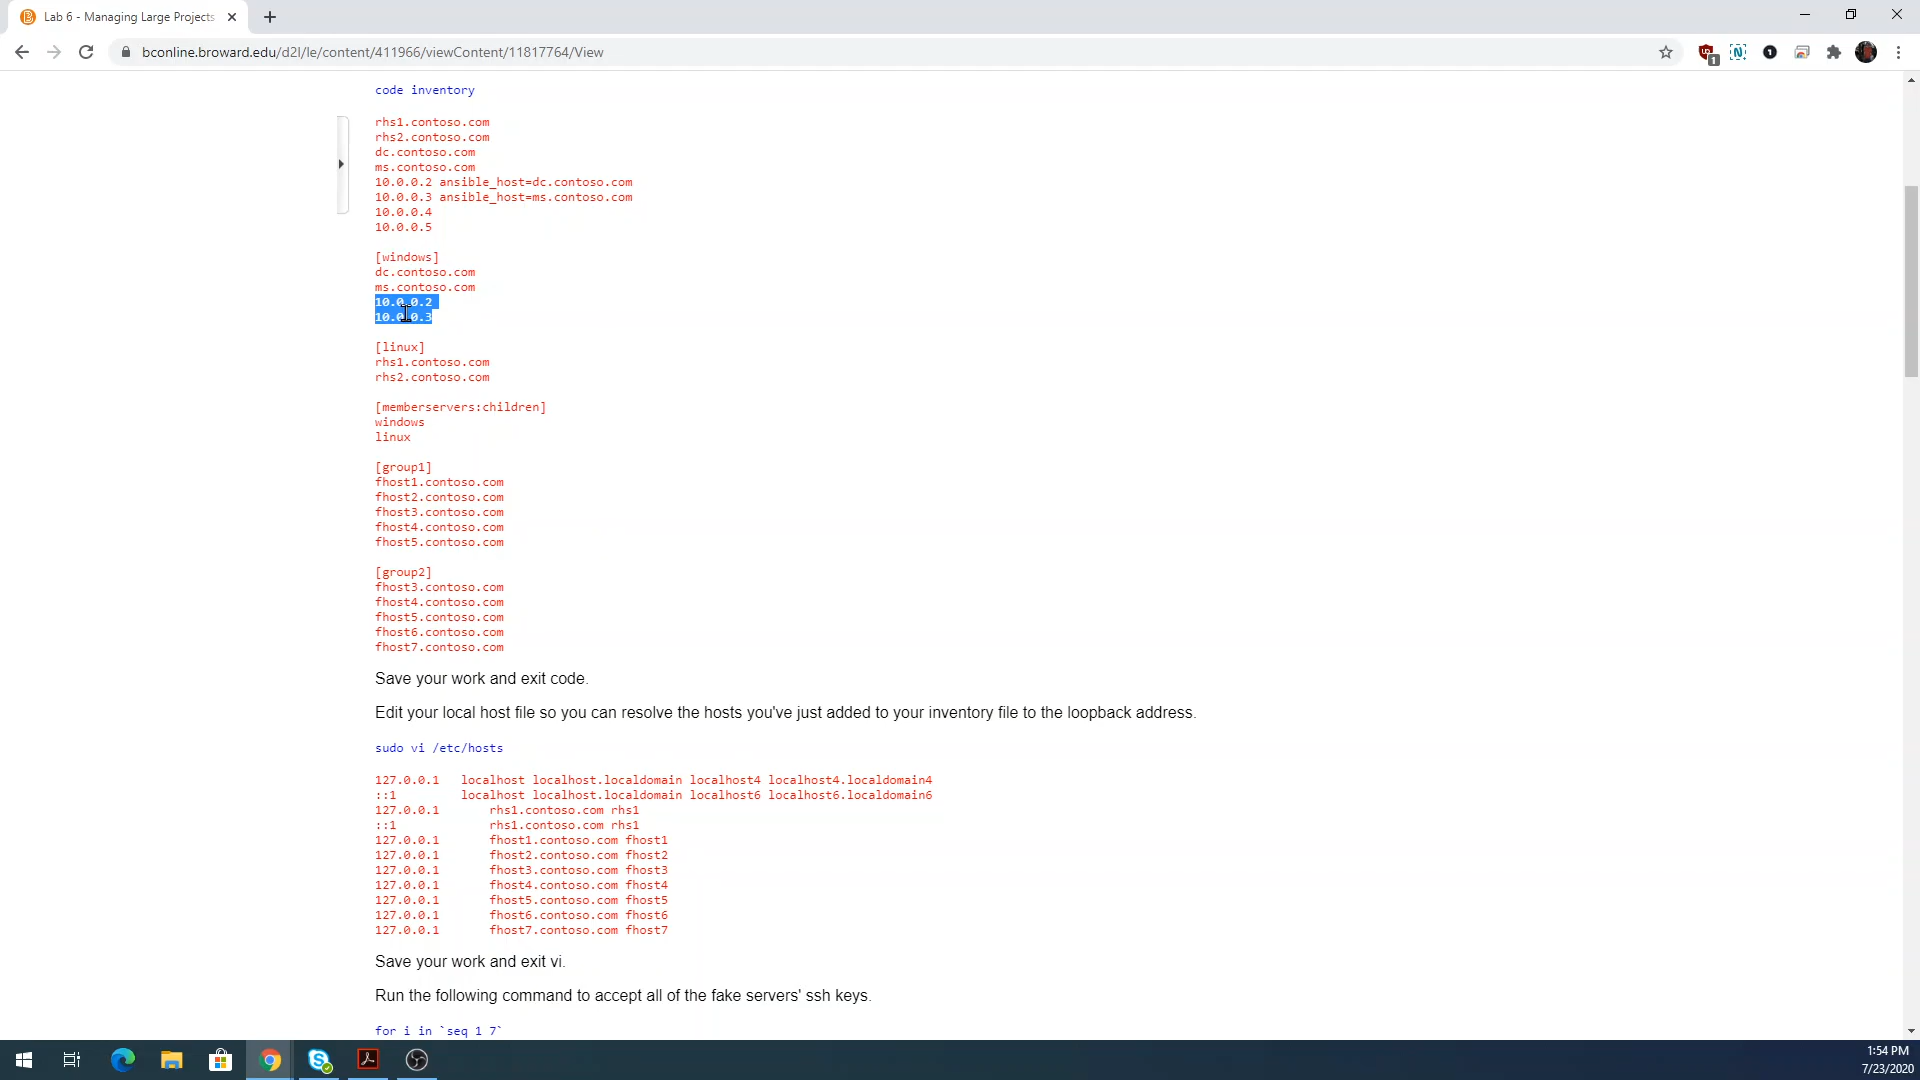 Lab 6 - Managing Large Projects
bconline.broward.edu/d2l/le/content/411966/viewContent/11817764/View
1
code inventory
rhs1.contoso.com
rhs2.contoso.com
dc.contoso.com
ms.contoso.com
10.0.0.2 ansible_host=dc.contoso.com
10.0.0.3 ansible_host=ms.contoso.com
10.0.0.4
10.0.0.5
[windows]
dc.contoso.com
ms.contoso.com
10.0.0.2
10.0.0.3
[linux]
rhs1.contoso.com
rhs2.contoso.com
[memberservers:children]
windows
linux
[group1]
fhost1.contoso.com
fhost2.contoso.com
fhost3.contoso.com
fhost4.contoso.com
fhost5.contoso.com
[group2]
fhost3.contoso.com
fhost4.contoso.com
fhost5.contoso.com
fhost6.contoso.com
fhost7.contoso.com
Save your work and exit code.
Edit your local host file so you can resolve the hosts you've just added to your inventory file to the loopback address.
sudo vi /etc/hosts
127.0.0.1   localhost localhost.localdomain localhost4 localhost4.localdomain4
::1         localhost localhost.localdomain localhost6 localhost6.localdomain6
127.0.0.1       rhs1.contoso.com rhs1
::1             rhs1.contoso.com rhs1
127.0.0.1       fhost1.contoso.com fhost1
127.0.0.1       fhost2.contoso.com fhost2
127.0.0.1       fhost3.contoso.com fhost3
127.0.0.1       fhost4.contoso.com fhost4
127.0.0.1       fhost5.contoso.com fhost5
127.0.0.1       fhost6.contoso.com fhost6
127.0.0.1       fhost7.contoso.com fhost7
Save your work and exit vi.
Run the following command to accept all of the fake servers' ssh keys.
for i in `seq 1 7`
1:54 PM
7/23/2020